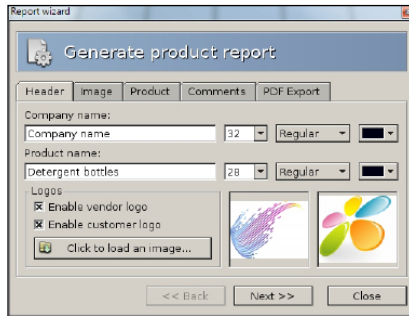 Report wizard
Generate product report
Header Image Product Comments PDF Export
Company name:
Company name 32 Regular
Product name:
Detergent bottles 28 Regular
Logos
Enable vendor logo
Enable customer logo
Click to load an image...
<< Back Next >> Close